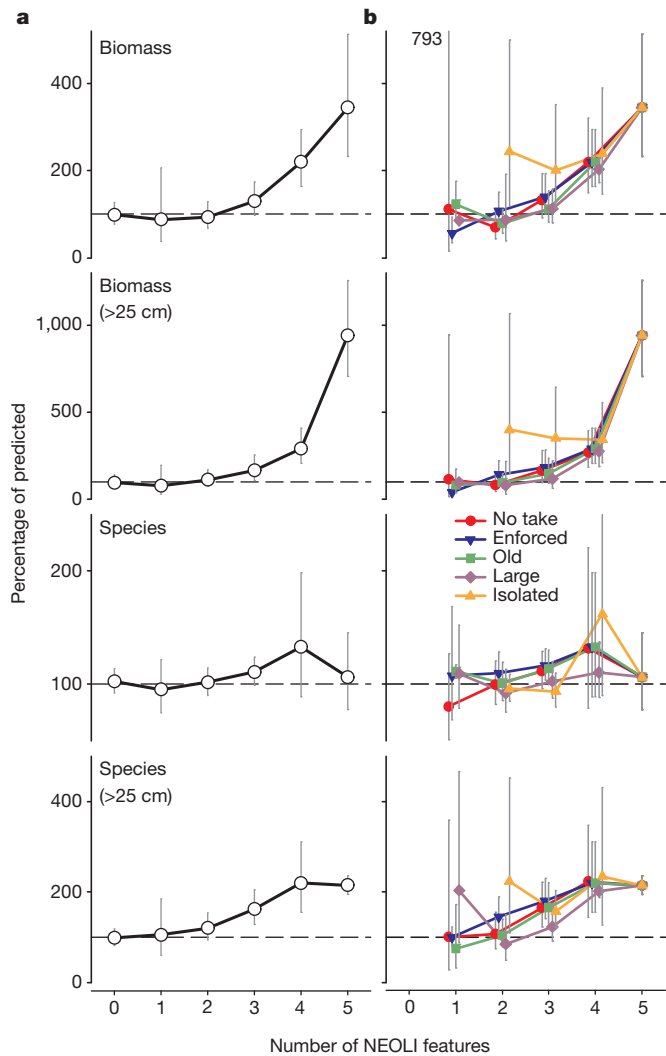 a
b
Percentage of predicted
Biomass
400
200
0
793
Biomass
(>25 cm)
1,000
500
0
Species
200
100
No take
Enforced
Old
Large
Isolated
Species
(>25 cm)
400
200
0
0 1 2 3 4 5
0 1 2 3 4 5
Number of NEOLI features